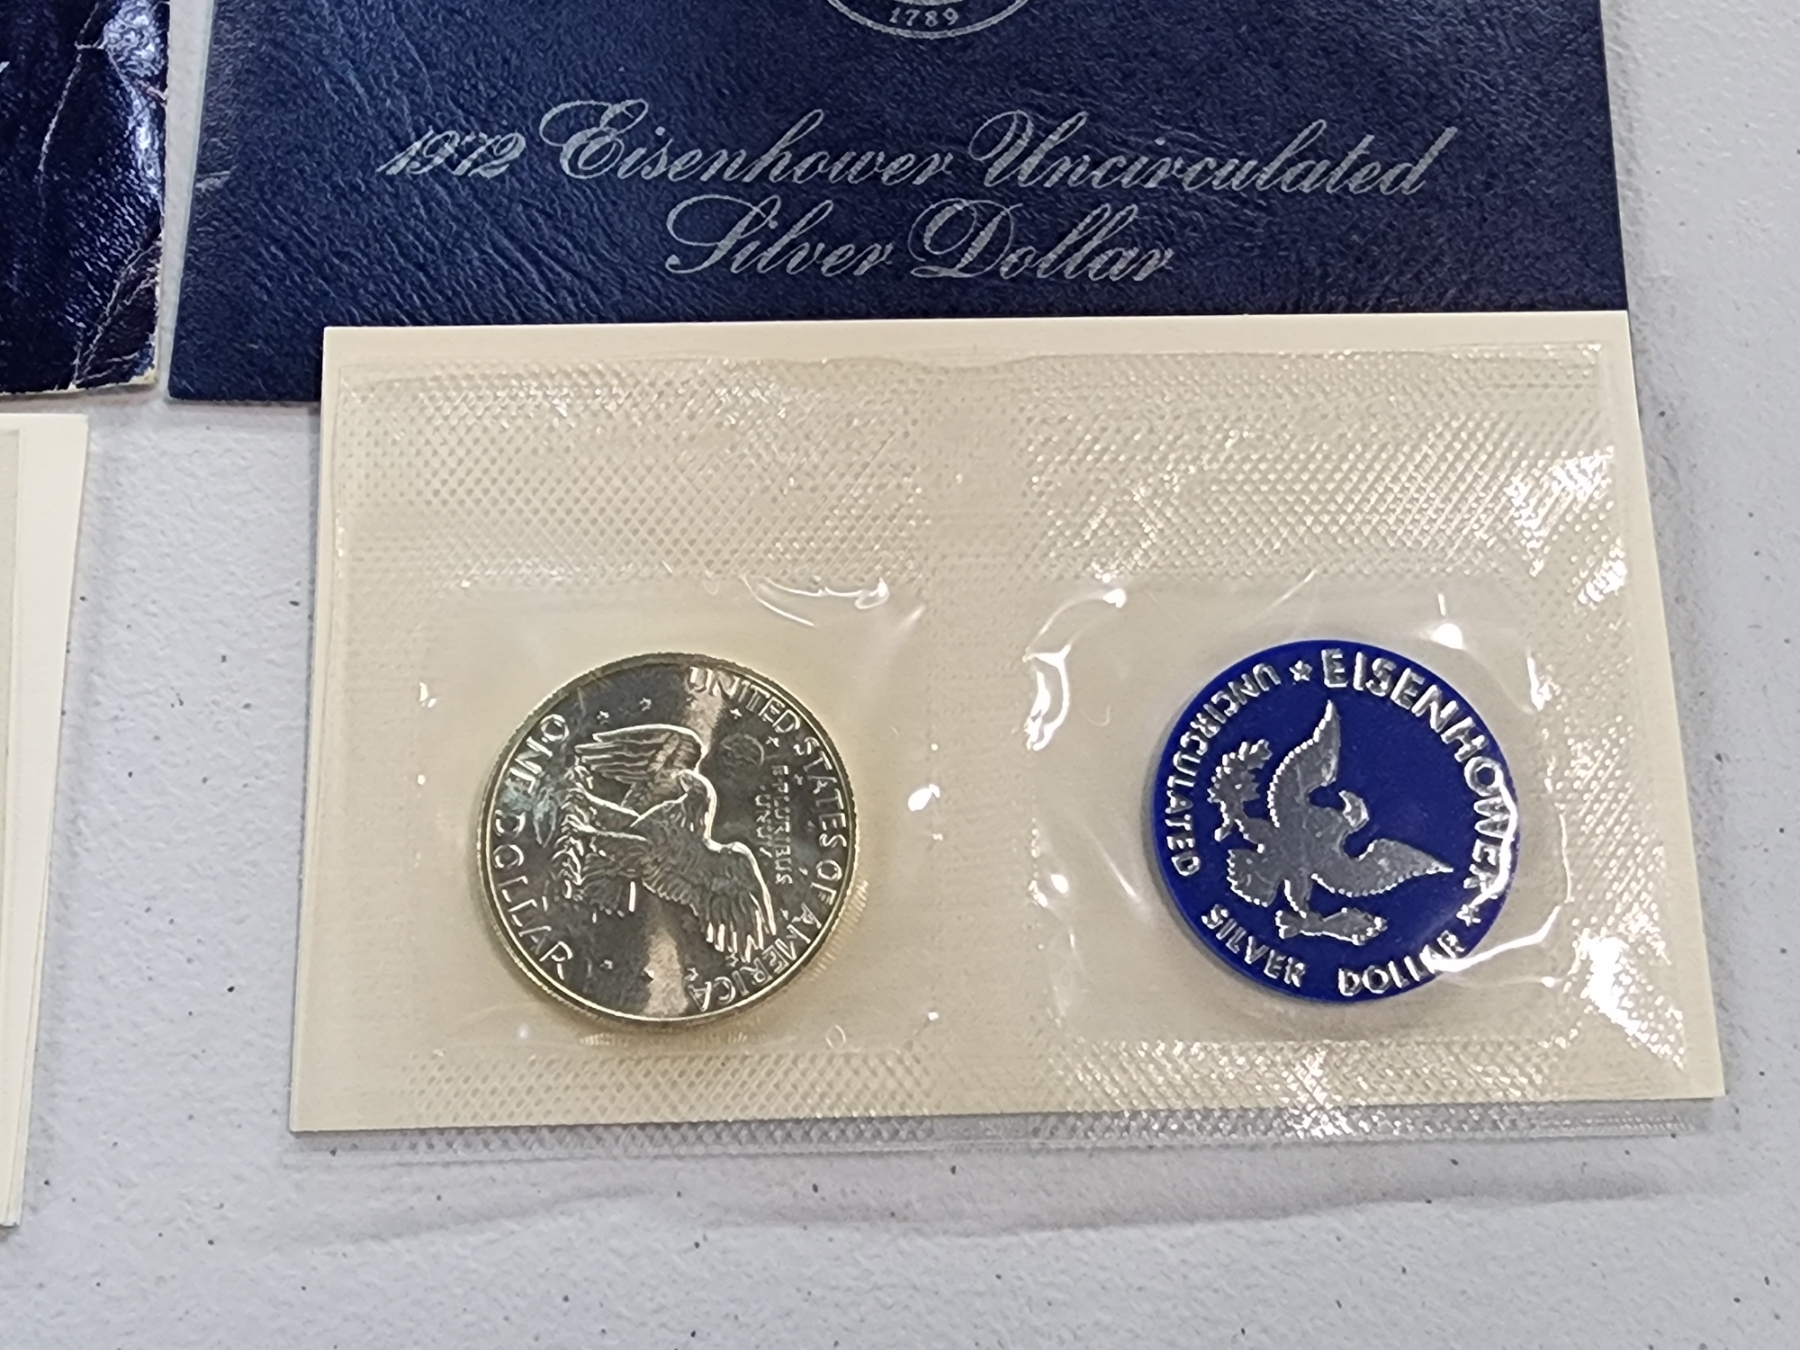 1789
1972 Eisenhower Uncirculated
Silver Dollar
UNITED STATES OF AMERICA
E PLURIBUS
UNUM
ONE DOLLAR
EISENHOWER
UNCIRCULATED
SILVER DOLLAR